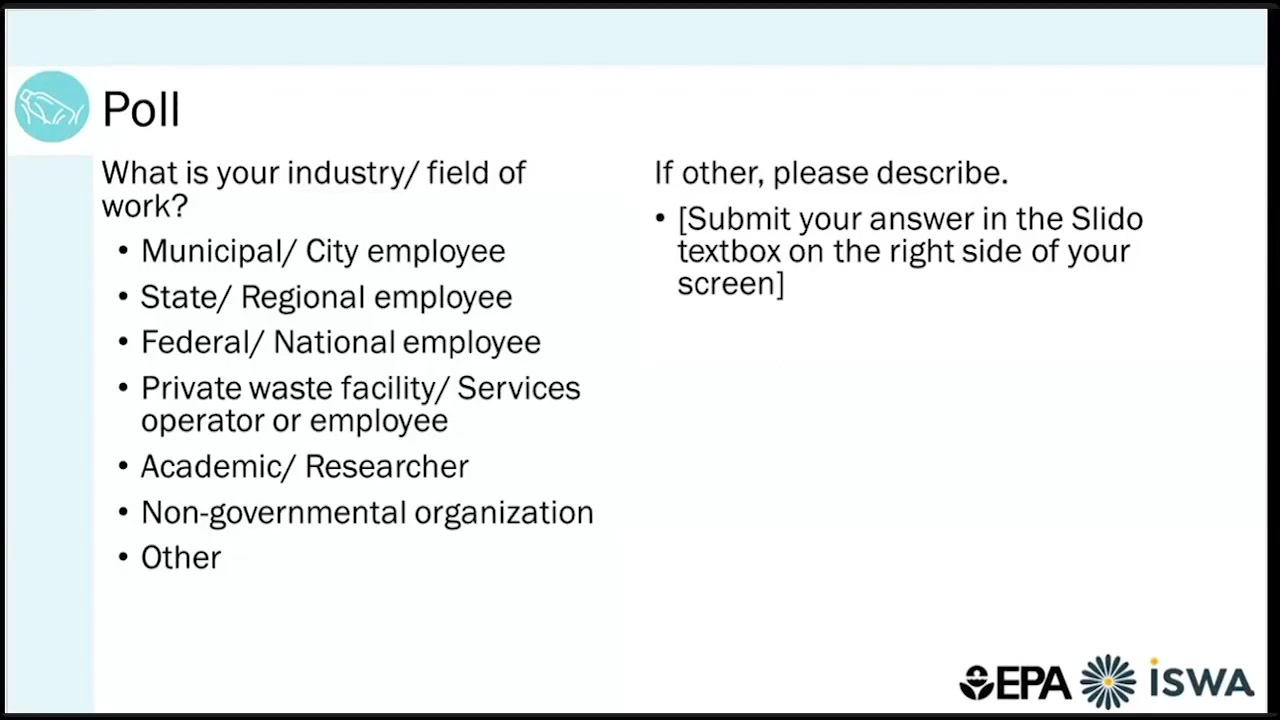 Poll
What is your industry/ field of
work?
• Municipal/ City employee
• State/ Regional employee
• Federal/ National employee
• Private waste facility/ Services
operator or employee
• Academic/ Researcher
• Non-governmental organization
• Other
If other, please describe.
• [Submit your answer in the Slido
textbox on the right side of your
screen]
EPA
iSWA